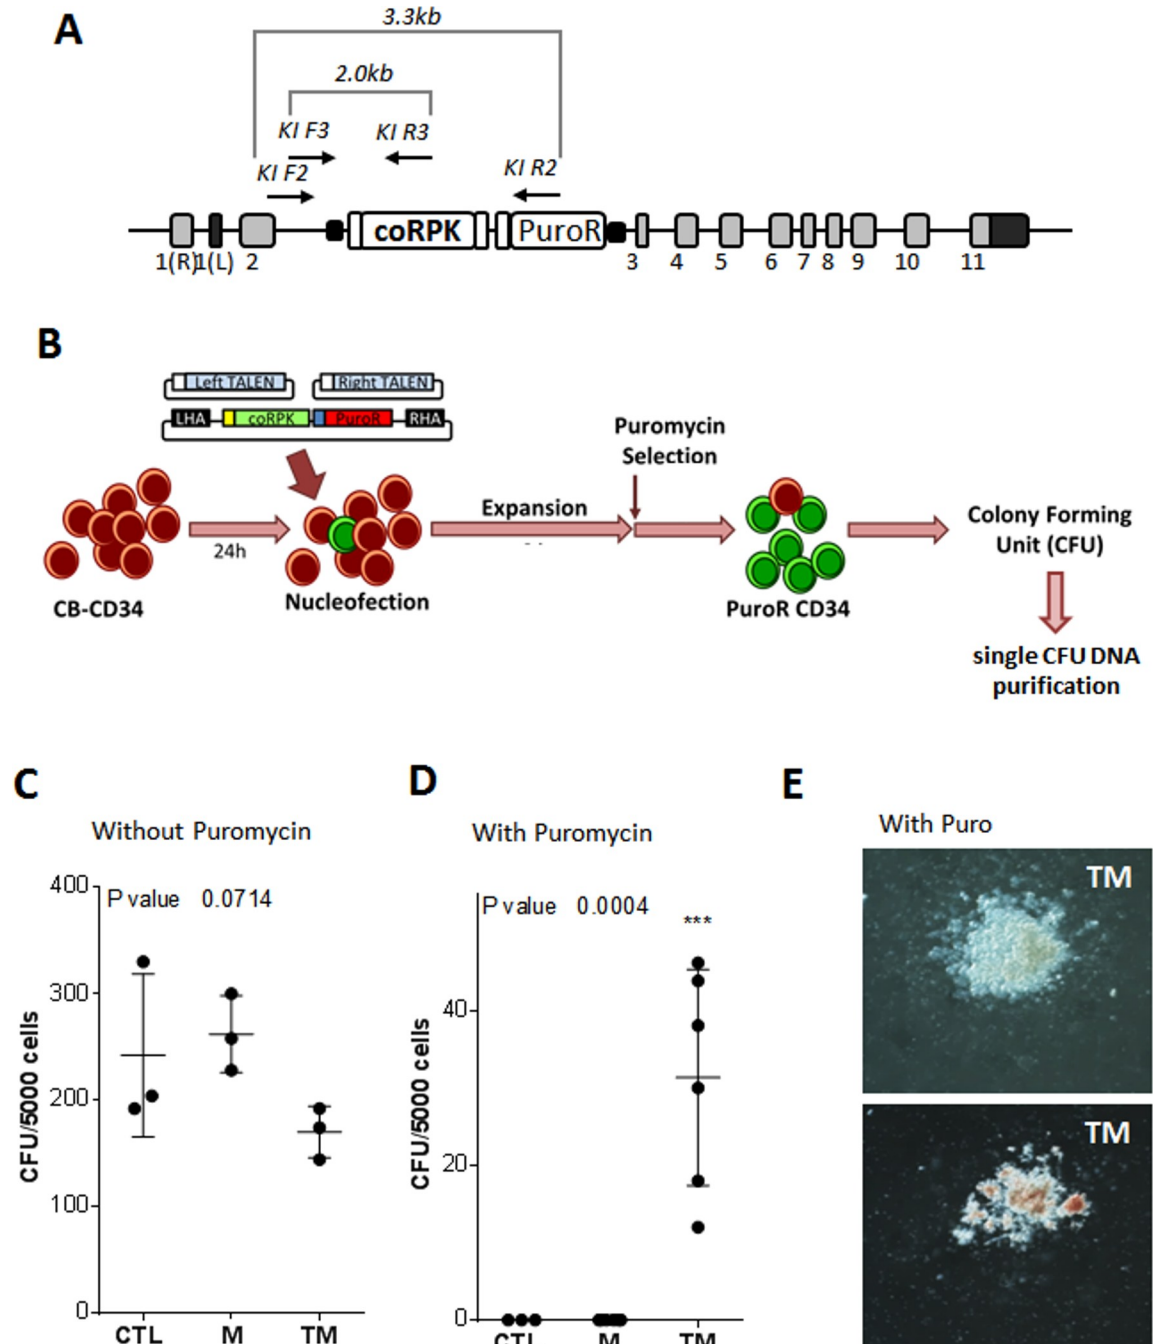 A
3.3kb
2.0kb
KI F3
KI R3
KI F2
KI R2
coRPK
PuroR
1(R)
1(L)
2
3
4
5
6
7
8
9
10
11
B
Left TALEN
Right TALEN
LHA
coRPK
PuroR
RHA
Puromycin
Selection
Expansion
24h
CB-CD34
Nucleofection
PuroR CD34
Colony Forming
Unit (CFU)
single CFU DNA
purification
C
Without Puromycin
P value 0.0714
400
300
200
100
0
CFU/5000 cells
CTL
M
TM
D
With Puromycin
P value 0.0004
***
40
20
0
CFU/5000 cells
CTL
M
TM
E
With Puro
TM
TM